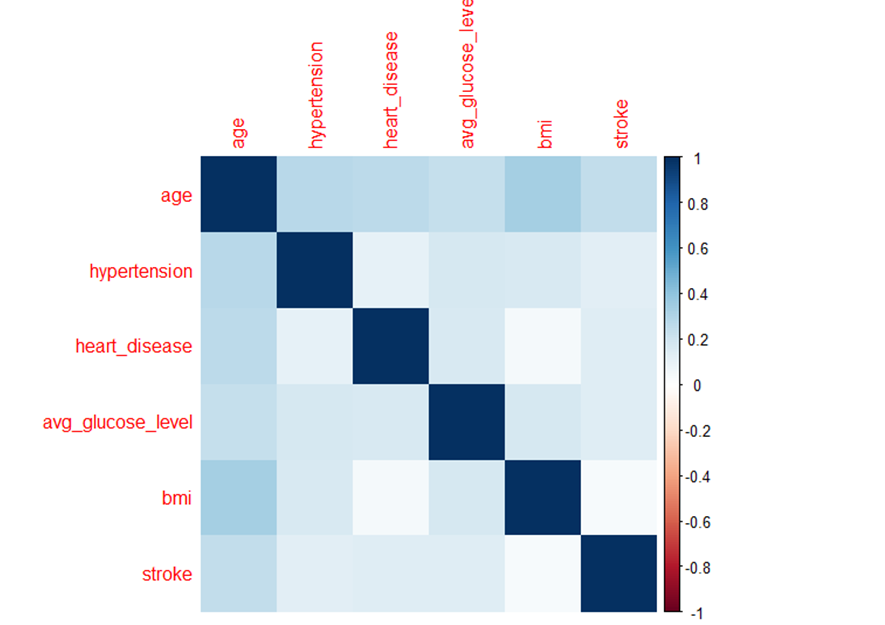 age
hypertension
heart_disease
avg_glucose_leve
bmi
stroke
age
hypertension
heart_disease
avg_glucose_level
bmi
stroke
1
0.8
0.6
0.4
0.2
0
-0.2
-0.4
-0.6
-0.8
-1